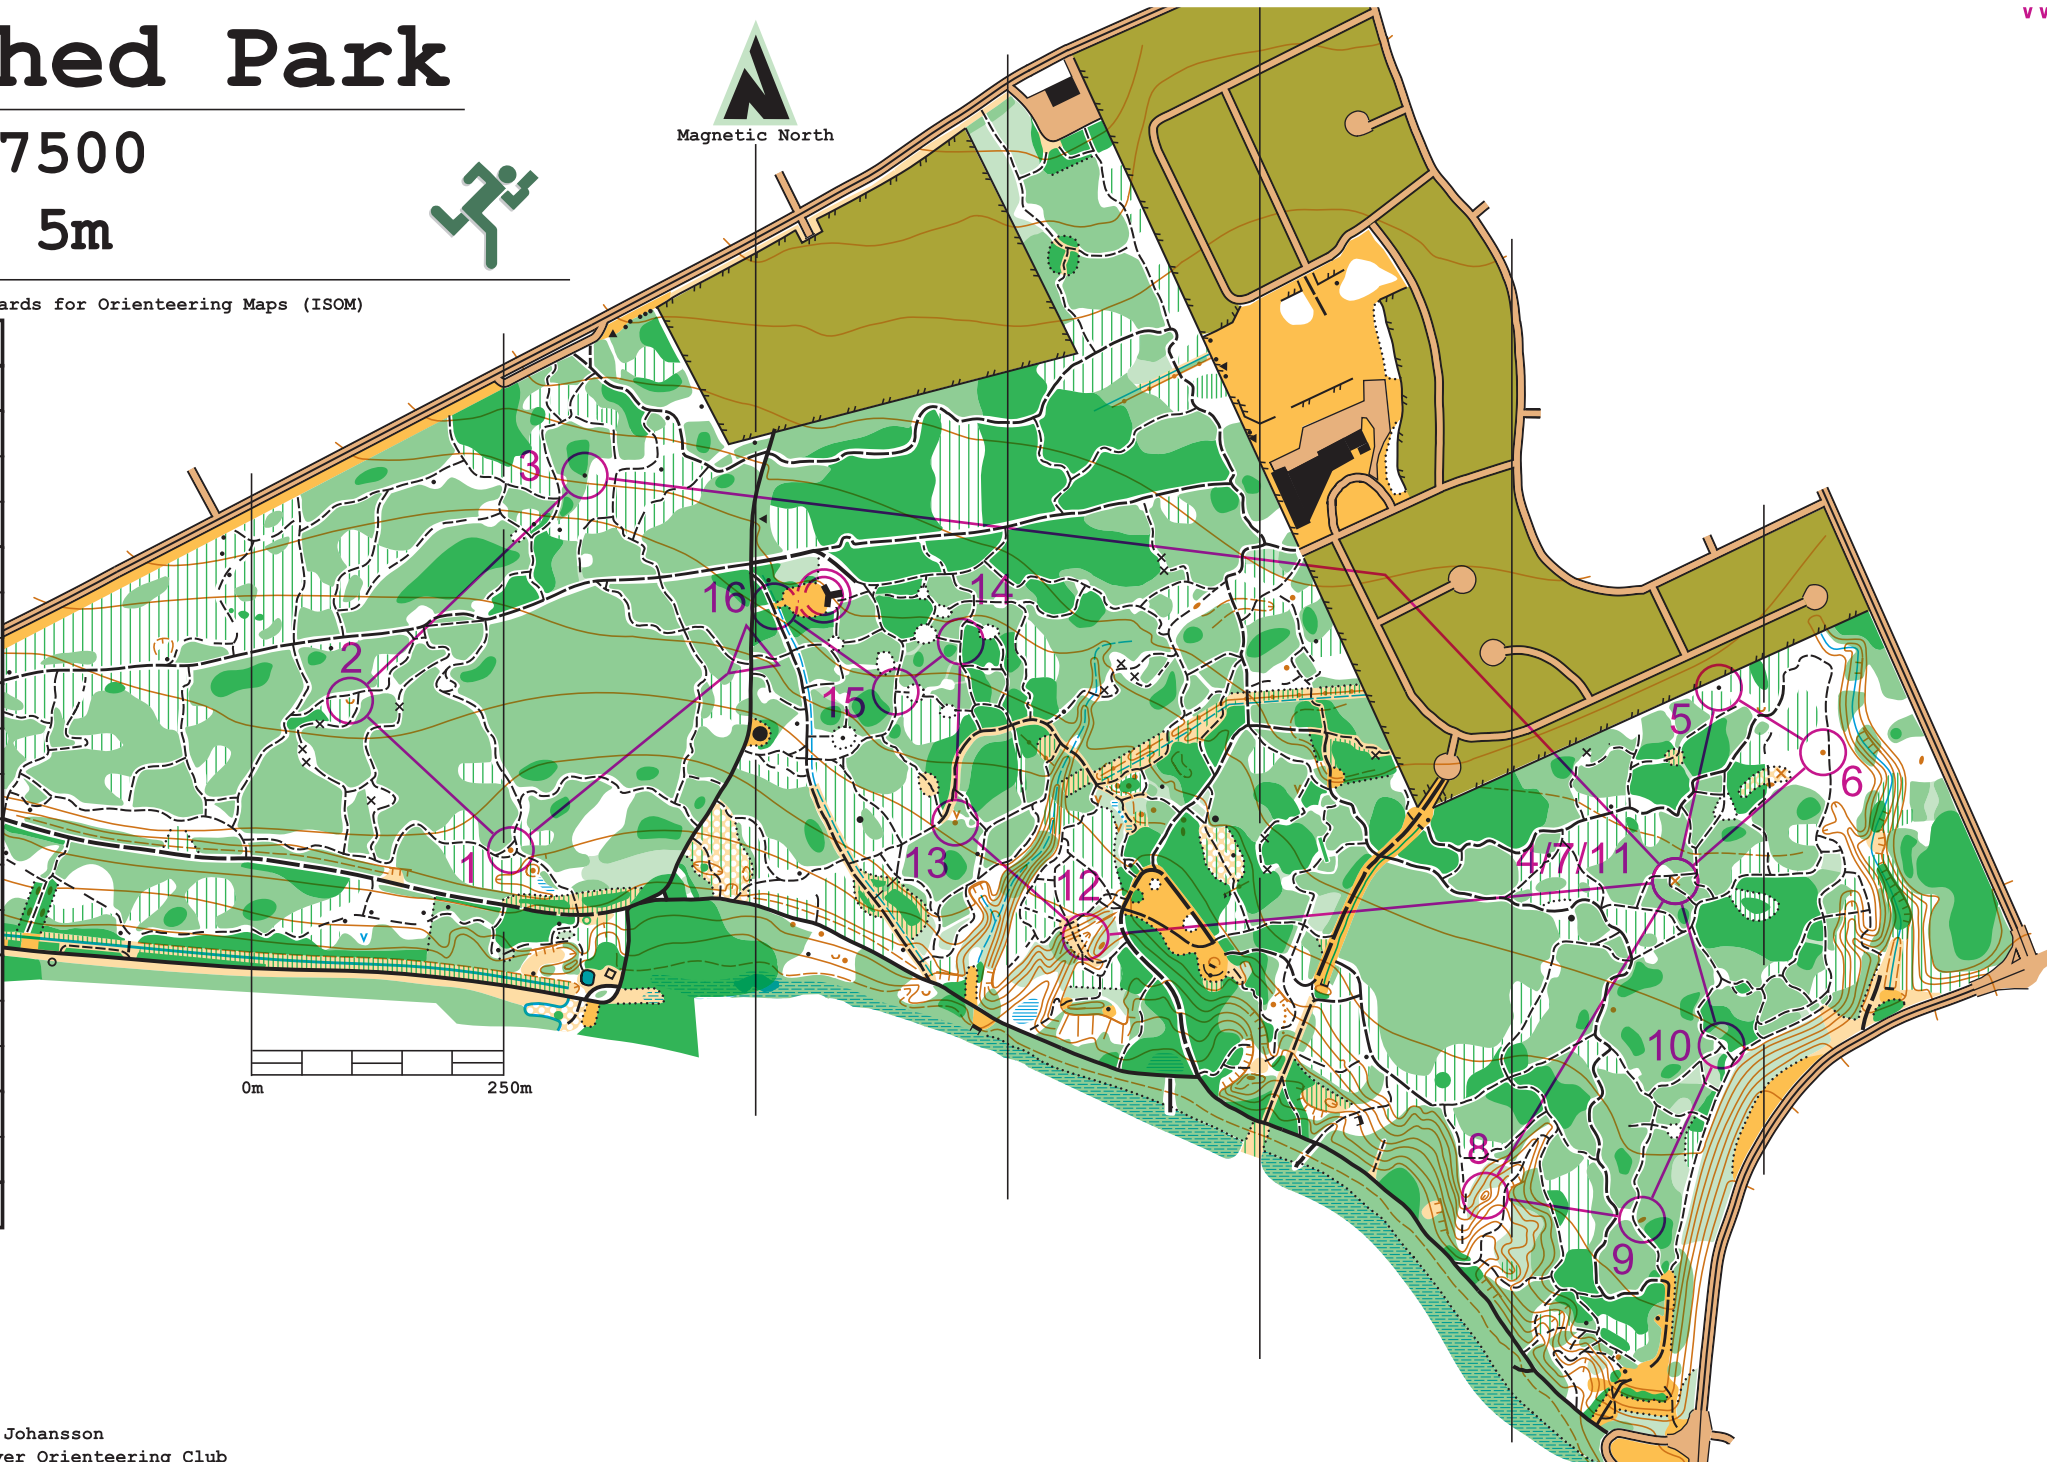 hed Park
7500
5m
ards for Orienteering Maps (ISOM)
Magnetic North
3
14
16
2
15
5
6
1
13
12
4/7/11
10
8
9
0m 250m
Johansson
ver Orienteering Club